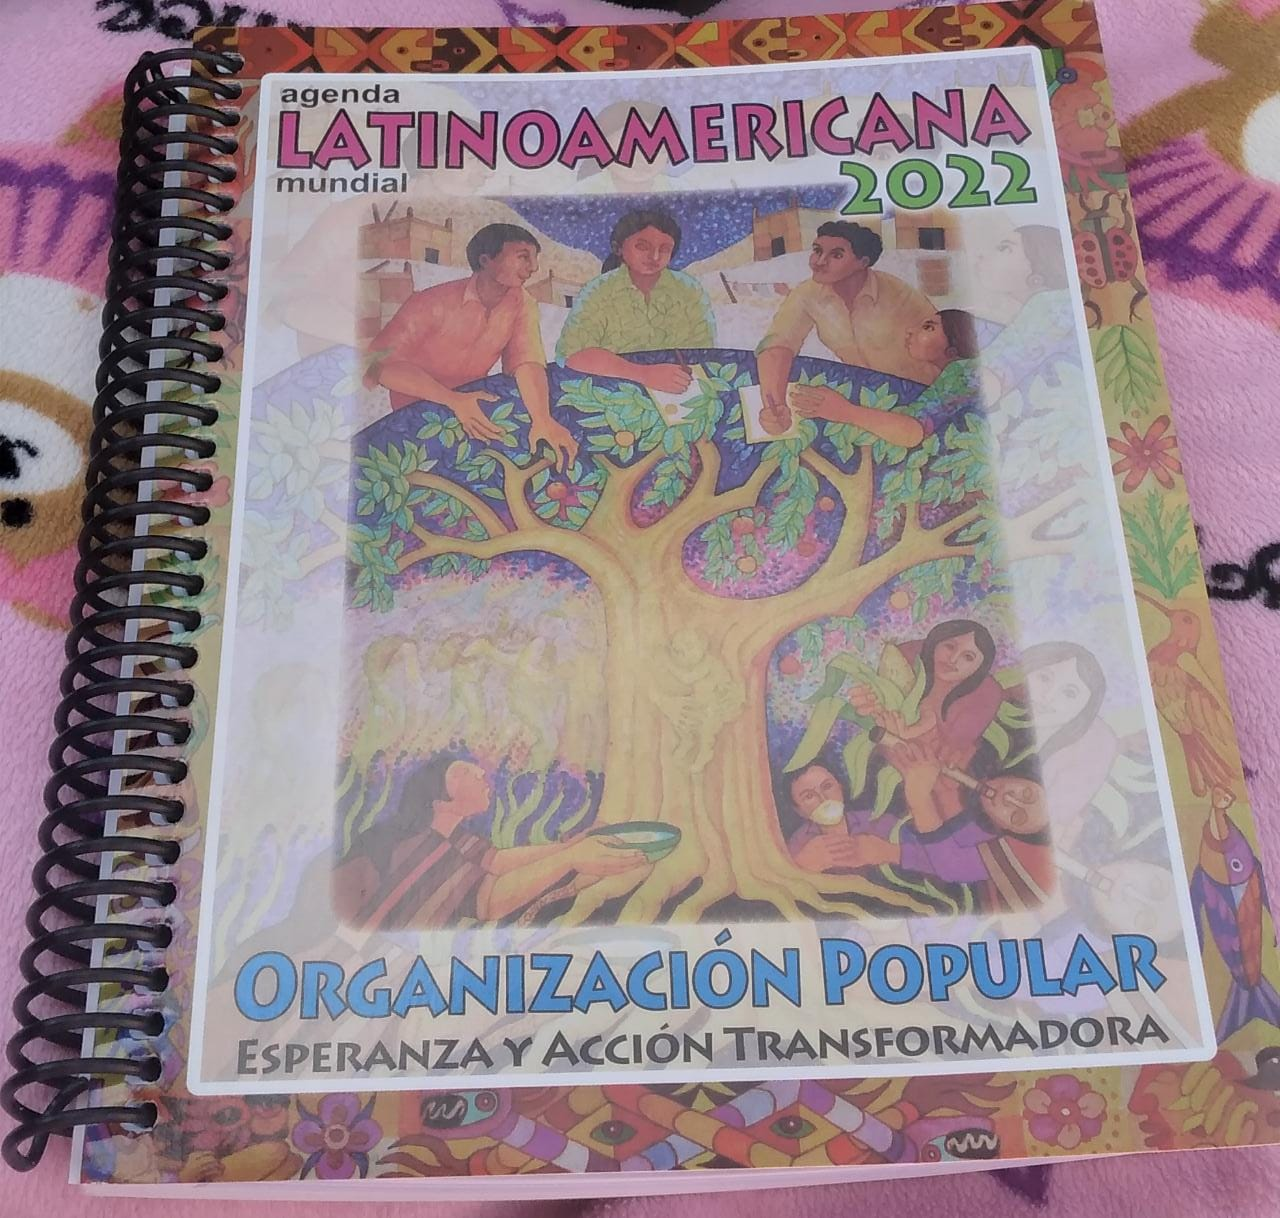 agenda
LATINOAMERICANA
mundial
2022
ORGANIZACIÓN POPULAR
ESPERANZA Y ACCIÓN TRANSFORMADORA